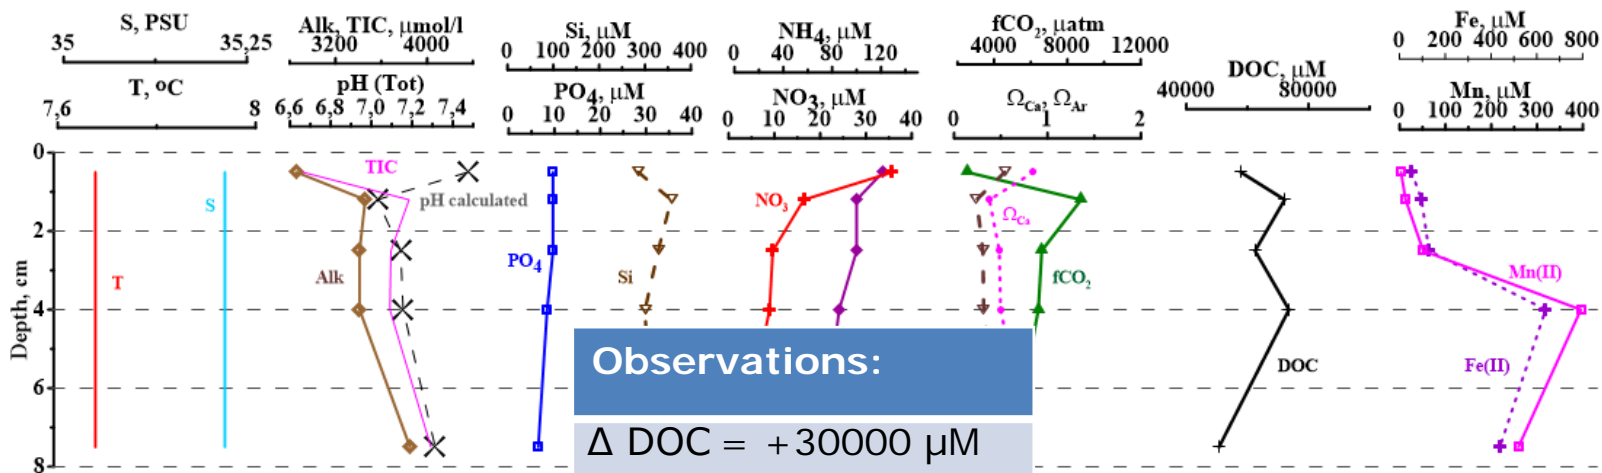 S, PSU
35 35,25
T, ºC
7,6 8
Alk, TIC, μmol/l
3200 4000
pH (Tot)
6,6 6,8 7,0 7,2 7,4
Si, μM
0 100 200 300 400
PO4, μM
0 10 20 30 40
NH4, μM
0 40 80 120
NO3, μM
0 10 20 30 40
fCO2, μatm
4000 8000 12000
ΩCa, ΩAr
0 1 2
DOC, μM
40000 80000
Fe, μM
0 200 400 600 800
Mn, μM
0 100 200 300 400
Depth, cm
0
2
4
6
8
T
S
TIC
pH calculated
Alk
PO4
Si
NO3
ΩCa
fCO2
DOC
Mn(II)
Fe(II)
Observations:
Δ DOC = +30000 μM